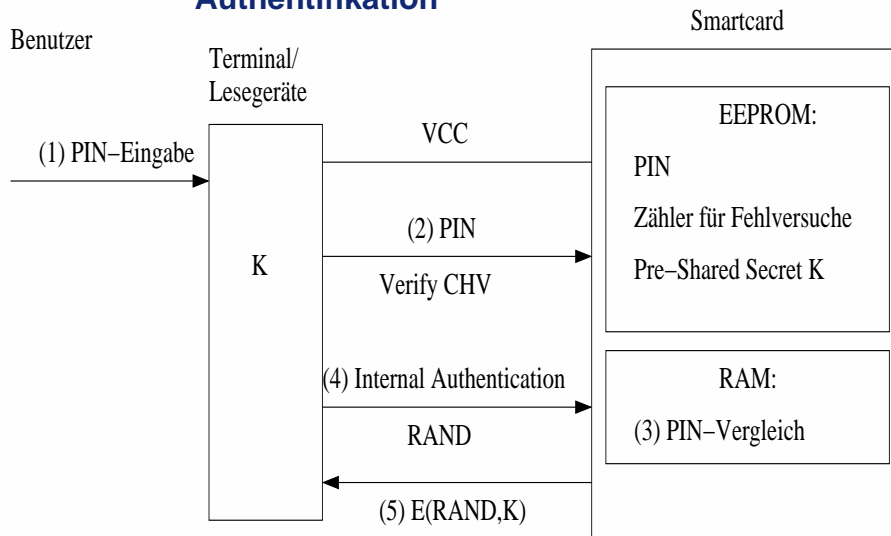 Authentifikation
Benutzer
Smartcard
Terminal/
Lesegeräte
(1) PIN−Eingabe
K
VCC
(2) PIN
Verify CHV
(4) Internal Authentication
RAND
(5) E(RAND,K)
EEPROM:
PIN
Zähler für Fehlversuche
Pre−Shared Secret K
RAM:
(3) PIN−Vergleich